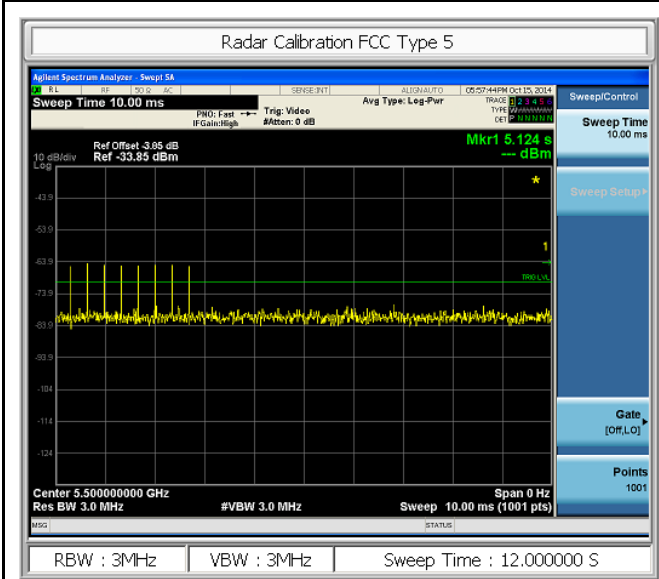 Radar Calibration FCC Type 5
Agilent Spectrum Analyzer - Swept SA
RL RF 50 Ω AC SENSE:INT ALIGNAUTO 05:57:44PM Oct 15, 2014
Sweep Time 10.00 ms
PNO: Fast
IFGain:High
Trig: Video
#Atten: 0 dB
Avg Type: Log-Pwr
TRACE 1 2 3 4 5 6
TYPE
DET P N N N N N
Sweep/Control
Sweep Time
10.00 ms
Sweep Setup
Gate
[Off,LO]
Points
1001
Mkr1 5.124 s
--- dBm
Ref Offset -3.85 dB
10 dB/div Ref -33.85 dBm
Log
-43.9
-53.9
-63.9
-73.9
-83.9
-93.9
-104
-114
-124
1
TRIG LVL
Center 5.500000000 GHz Span 0 Hz
Res BW 3.0 MHz #VBW 3.0 MHz Sweep 10.00 ms (1001 pts)
MSG STATUS
RBW : 3MHz VBW : 3MHz Sweep Time : 12.000000 S